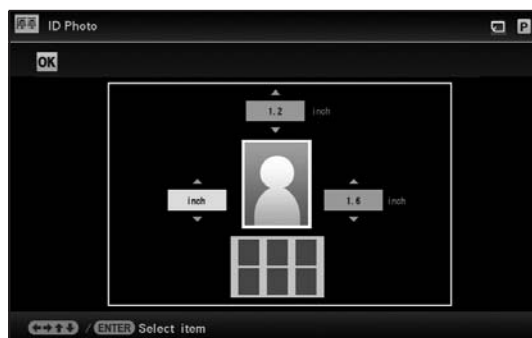 ID Photo
P
OK
1.2 inch
inch
1.6 inch
/ ENTER Select item